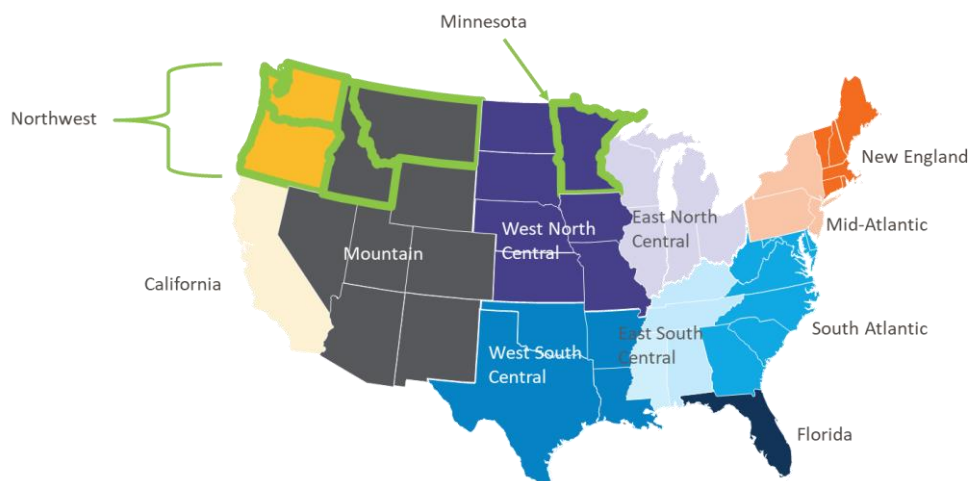 Minnesota
Northwest
New England
West North
Central
East North
Central
Mid-Atlantic
Mountain
California
South Atlantic
East South
Central
West South
Central
Florida